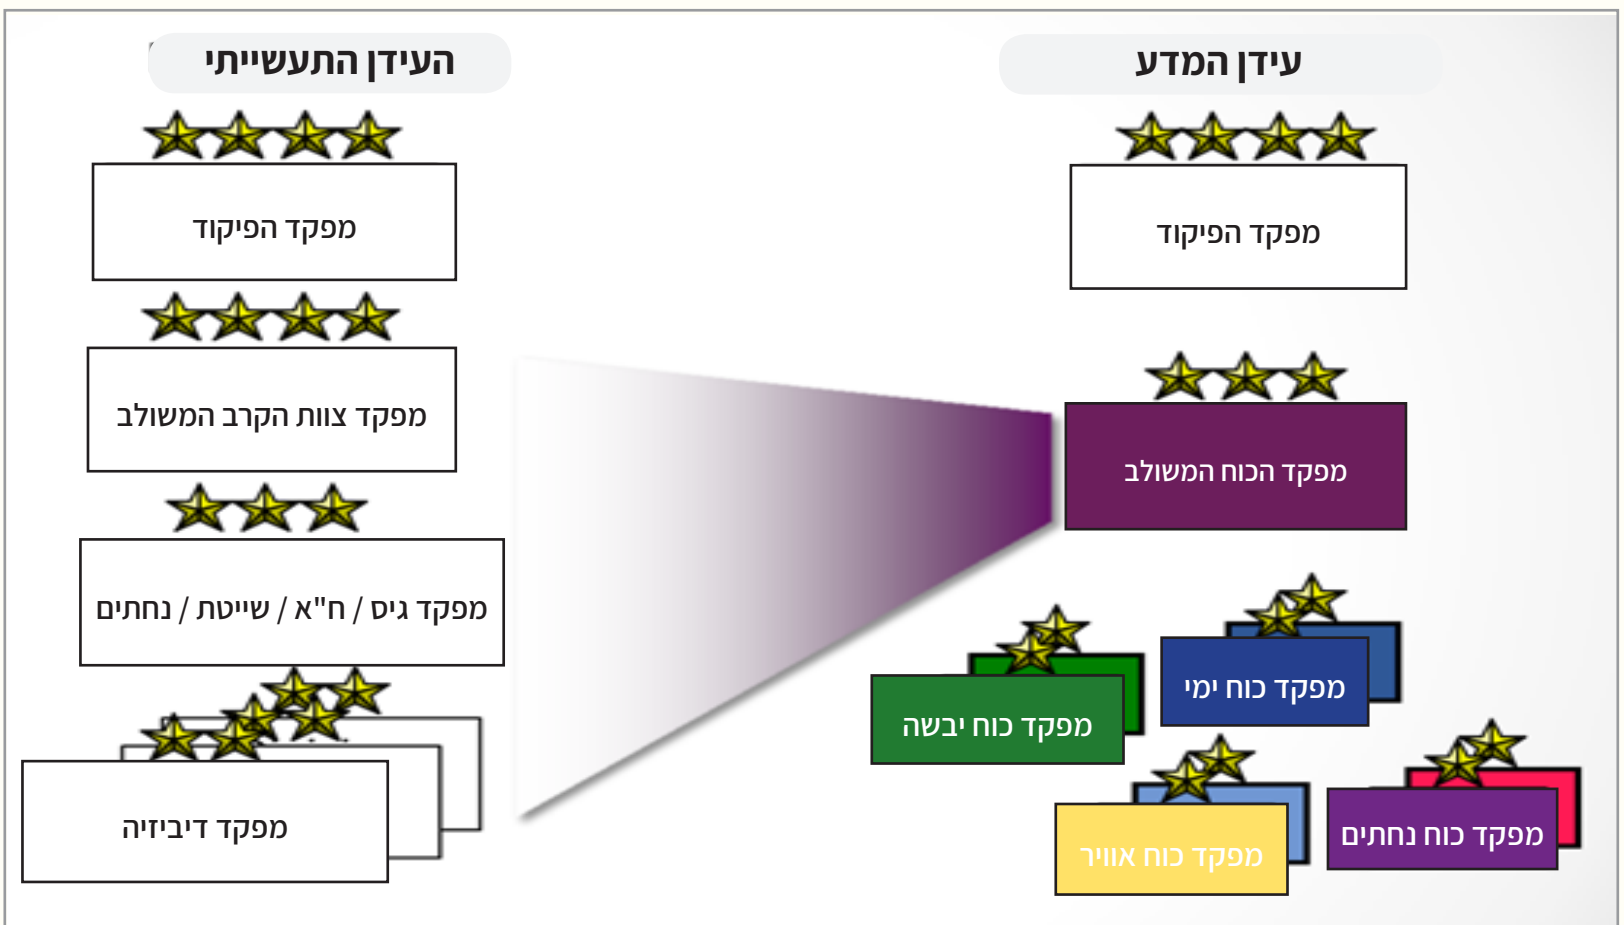 עידן המדע
העידן התעשייתי
מפקד הפיקוד
מפקד הפיקוד
מפקד הכוח המשולב
מפקד צוות הקרב המשולב
מפקד גיס / ח"א / שייטת / נחתים
מפקד כוח ימי
מפקד כוח יבשה
מפקד דיביזיה
מפקד כוח נחתים
מפקד כוח אוויר